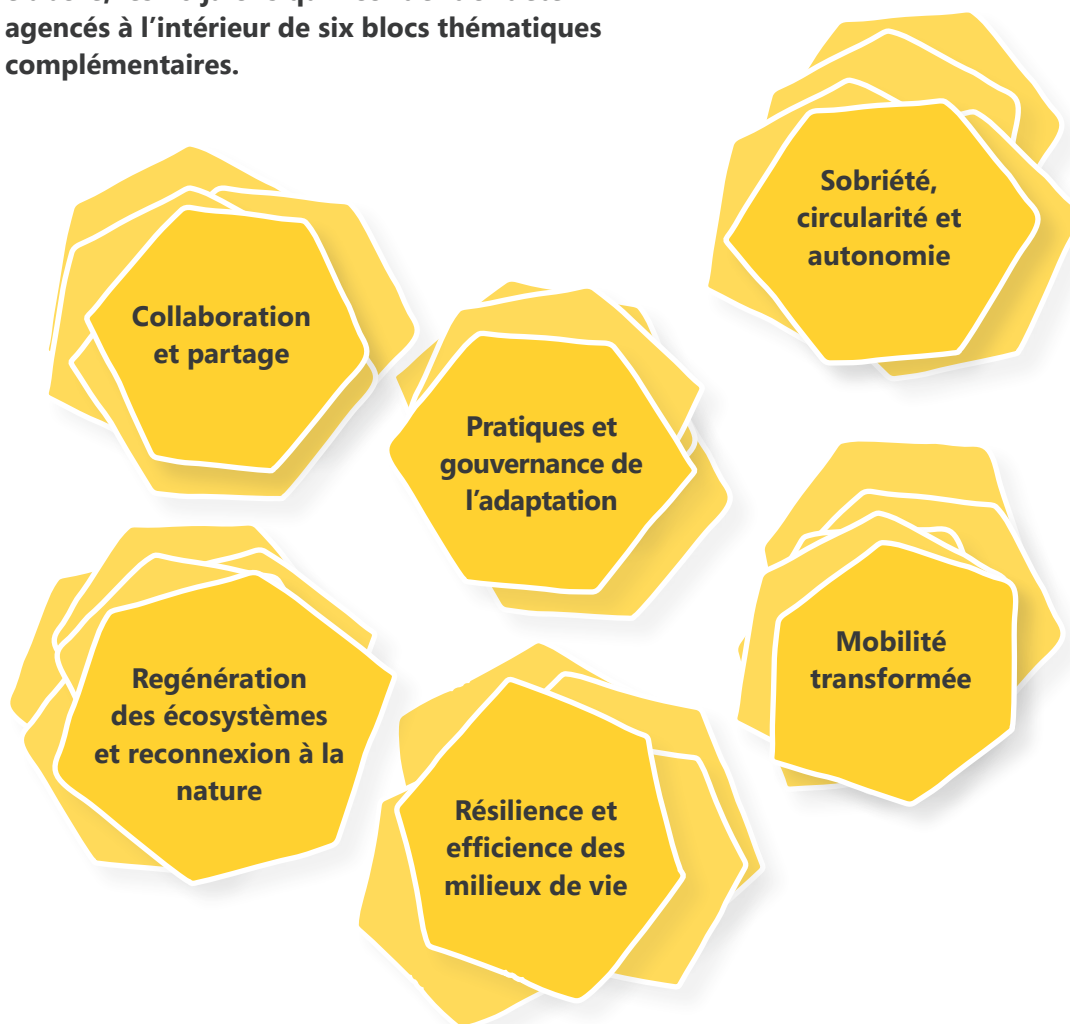 agencés à l’intérieur de six blocs thématiques
complémentaires.
Sobriété,
circularité et
autonomie
Collaboration
et partage
Pratiques et
gouvernance de
l’adaptation
Mobilité
transformée
Regénération
des écosystèmes
et reconnexion à la
nature
Résilience et
efficience des
milieux de vie